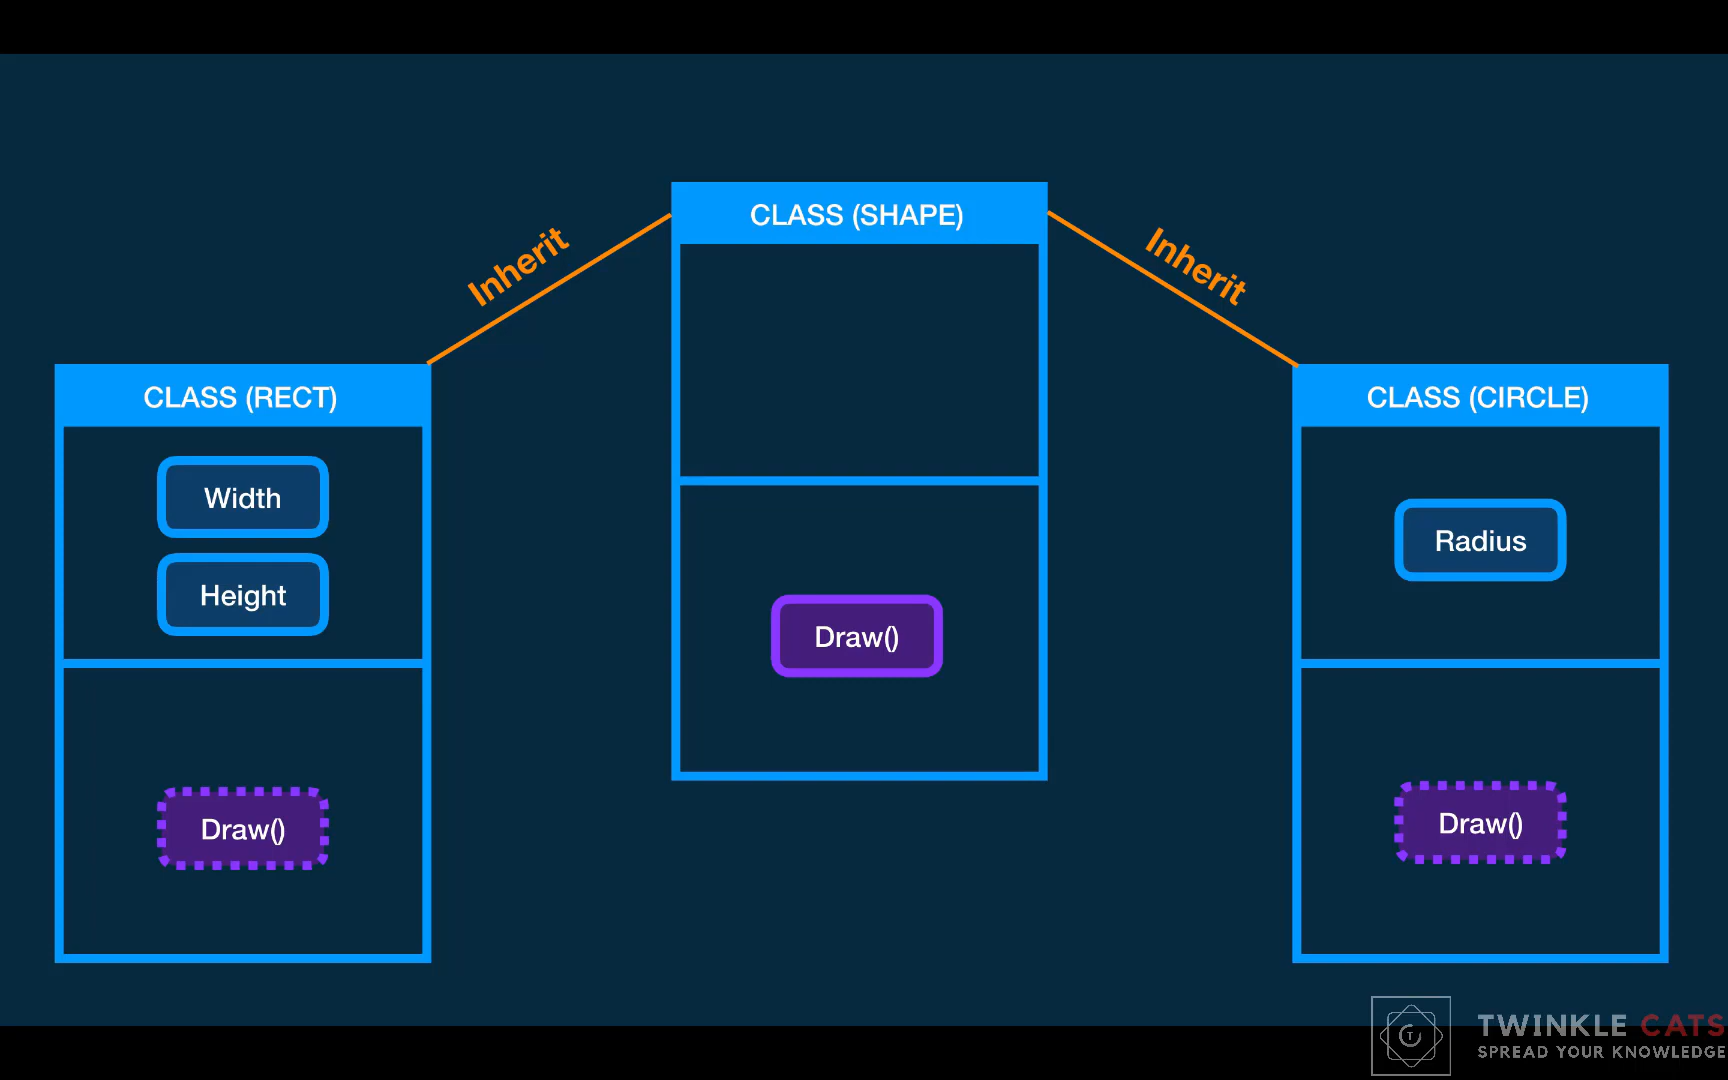 CLASS (SHAPE)
Inherit
Inherit
CLASS (RECT)
CLASS (CIRCLE)
Width
Height
Radius
Draw()
Draw()
Draw()
TWINKLE CATS
SPREAD YOUR KNOWLEDGE